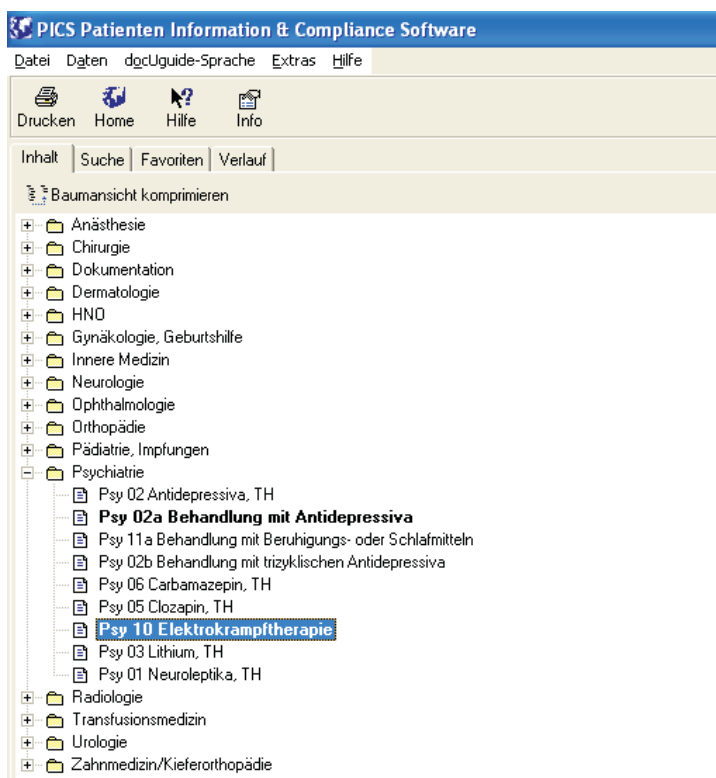 PICS Patienten Information & Compliance Software
Datei Daten docUguide-Sprache Extras Hilfe
Drucken Home Hilfe Info
Inhalt Suche Favoriten Verlauf
Baumansicht komprimieren
Anästhesie
Chirurgie
Dokumentation
Dermatologie
HNO
Gynäkologie, Geburtshilfe
Innere Medizin
Neurologie
Ophthalmologie
Orthopädie
Pädiatrie, Impfungen
Psychiatrie
Psy 02 Antidepressiva, TH
Psy 02a Behandlung mit Antidepressiva
Psy 11a Behandlung mit Beruhigungs- oder Schlafmitteln
Psy 02b Behandlung mit trizyklischen Antidepressiva
Psy 06 Carbamazepin, TH
Psy 05 Clozapin, TH
Psy 10 Elektrokrampftherapie
Psy 03 Lithium, TH
Psy 01 Neuroleptika, TH
Radiologie
Transfusionsmedizin
Urologie
Zahnmedizin/Kieferorthopädie